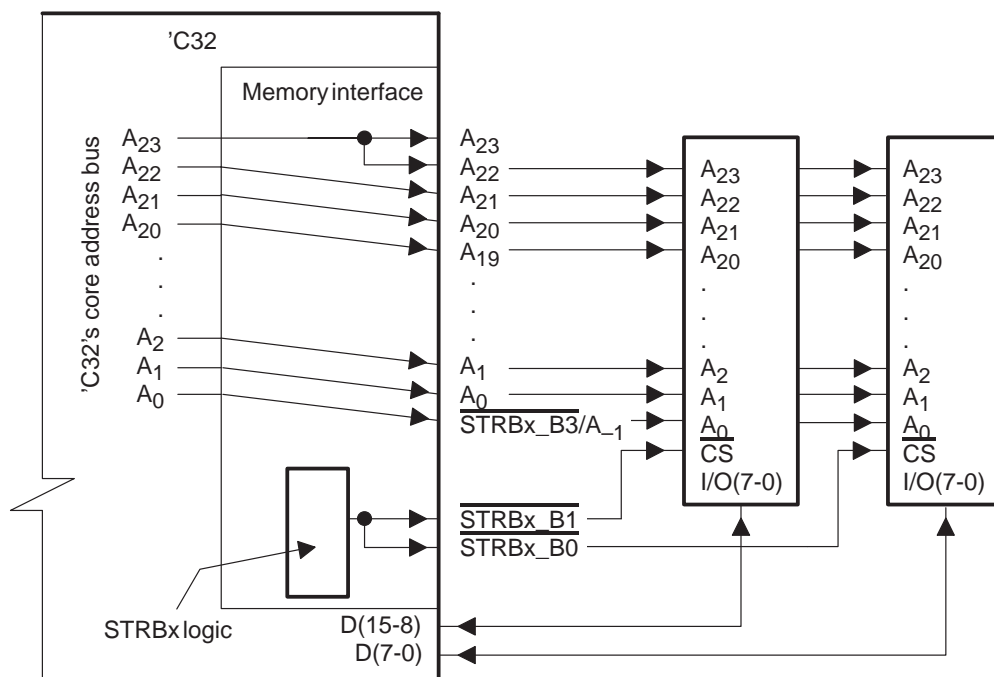 'C32
Memory interface
'C32's core address bus
A23
A22
A21
A20
.
.
.
A2
A1
A0
A23
A22
A21
A20
A19
.
.
.
A1
A0
STRBx_B3/A–1
STRBx_B1
STRBx_B0
A23
A22
A21
A20
.
.
.
A2
A1
A0
CS
I/O(7-0)
A23
A22
A21
A20
.
.
.
A2
A1
A0
CS
I/O(7-0)
STRBx logic
D(15-8)
D(7-0)